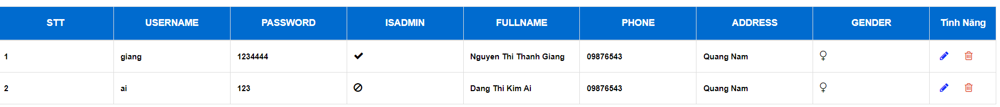 STT USERNAME PASSWORD ISADMIN FULLNAME PHONE ADDRESS GENDER Tính Năng
1 giang 1234444 Nguyen Thi Thanh Giang 09876543 Quang Nam
2 ai 123 Dang Thi Kim Ai 09876543 Quang Nam